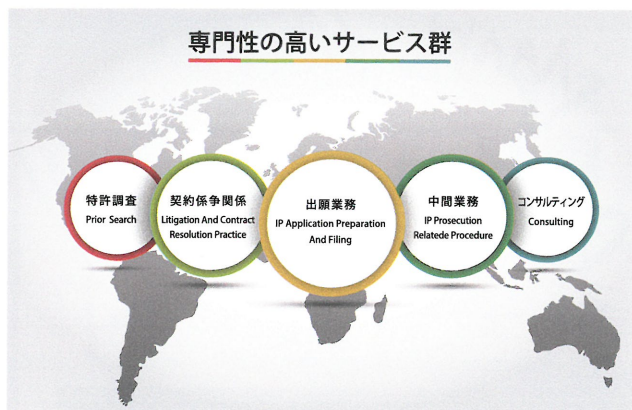 専門性の高いサービス群
特許調査
Prior Search
契約係争関係
Litigation And Contract
Resolution Practice
出願業務
IP Application Preparation
And Filing
中間業務
IP Prosecution
Relatede Procedure
コンサルティング
Consulting